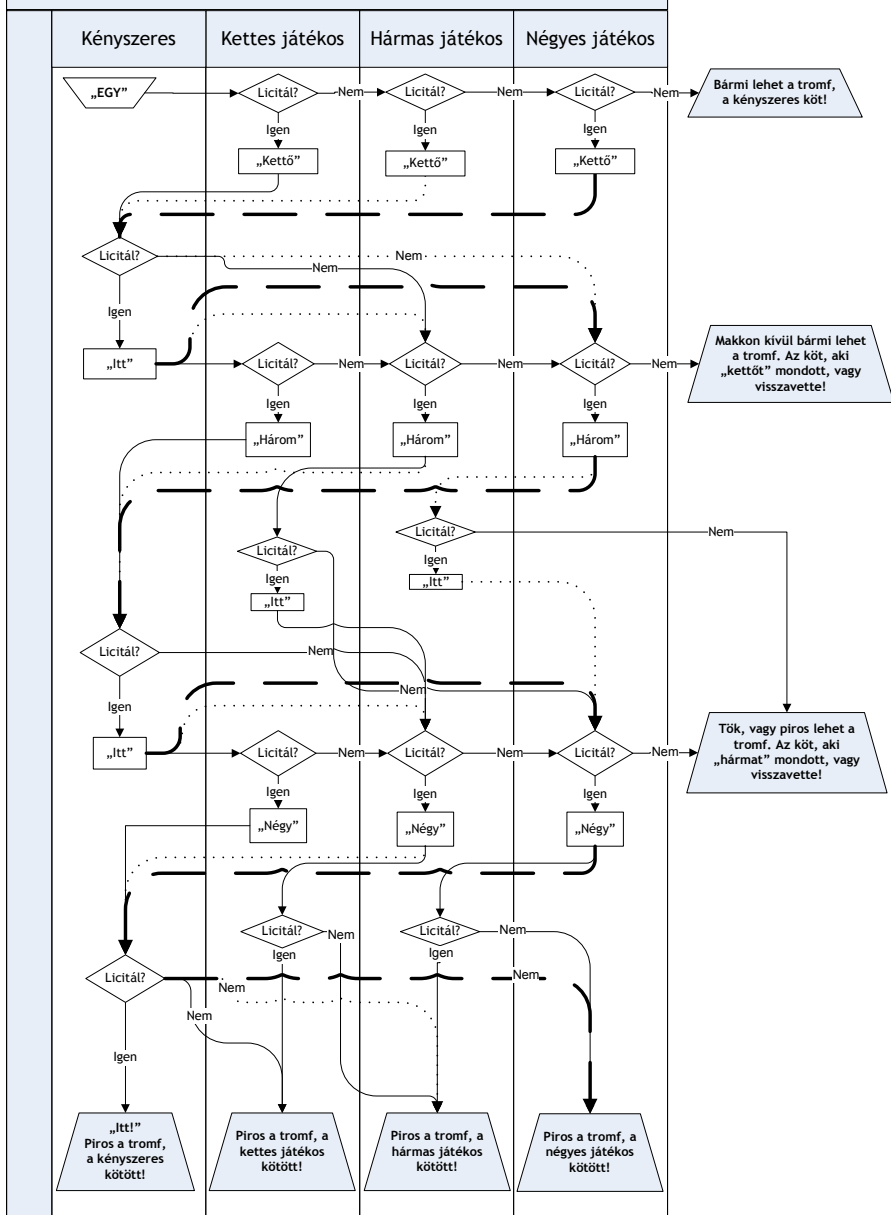 Kényszeres
Kettes játékos
Hármas játékos
Négyes játékos
„EGY”
Licitál?
Nem
Licitál?
Nem
Licitál?
Nem
Bármi lehet a tromf,
a kényszeres köt!
Igen
Igen
Igen
„Kettő”
„Kettő”
„Kettő”
Licitál?
Nem
Nem
Igen
„Itt”
Licitál?
Nem
Licitál?
Nem
Licitál?
Nem
Makkon kívül bármi lehet
a tromf. Az köt, aki
„kettőt” mondott, vagy
visszavette!
Igen
Igen
Igen
„Három”
„Három”
„Három”
Licitál?
Nem
Igen
„Itt”
Licitál?
Igen
„Itt”
Licitál?
Nem
Nem
Igen
„Itt”
Licitál?
Nem
Licitál?
Nem
Licitál?
Nem
Tök, vagy piros lehet a
tromf. Az köt, aki
„hármat” mondott, vagy
visszavette!
Igen
Igen
Igen
„Négy”
„Négy”
„Négy”
Licitál?
Nem
Licitál?
Nem
Igen
Igen
Licitál?
Nem
Nem
Nem
Igen
„Itt!”
Piros a tromf,
a kényszeres
kötött!
Piros a tromf, a
kettes játékos
kötött!
Piros a tromf, a
hármas játékos
kötött!
Piros a tromf, a
négyes játékos
kötött!